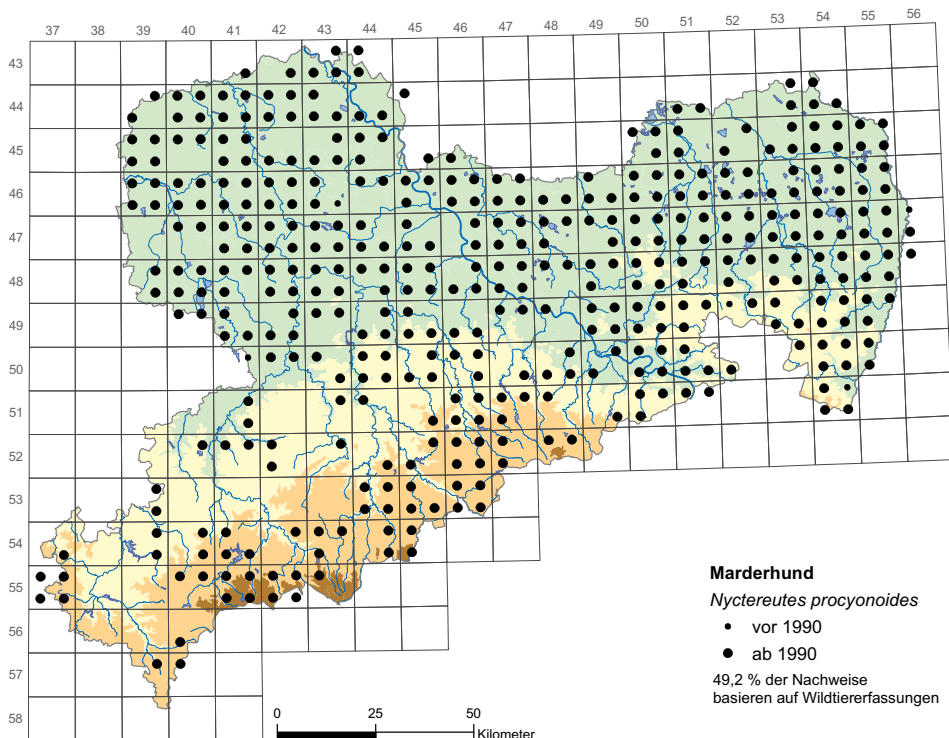 37 38 39 40 41 42 43 44 45 46 47 48 49 50 51 52 53 54 55 56
43
44
45
46
47
48
49
50
51
52
53
54
55
56
57
58
Marderhund
Nyctereutes procyonoides
vor 1990
ab 1990
49,2 % der Nachweise
basieren auf Wildtiererfassungen
0 25 50
Kilometer